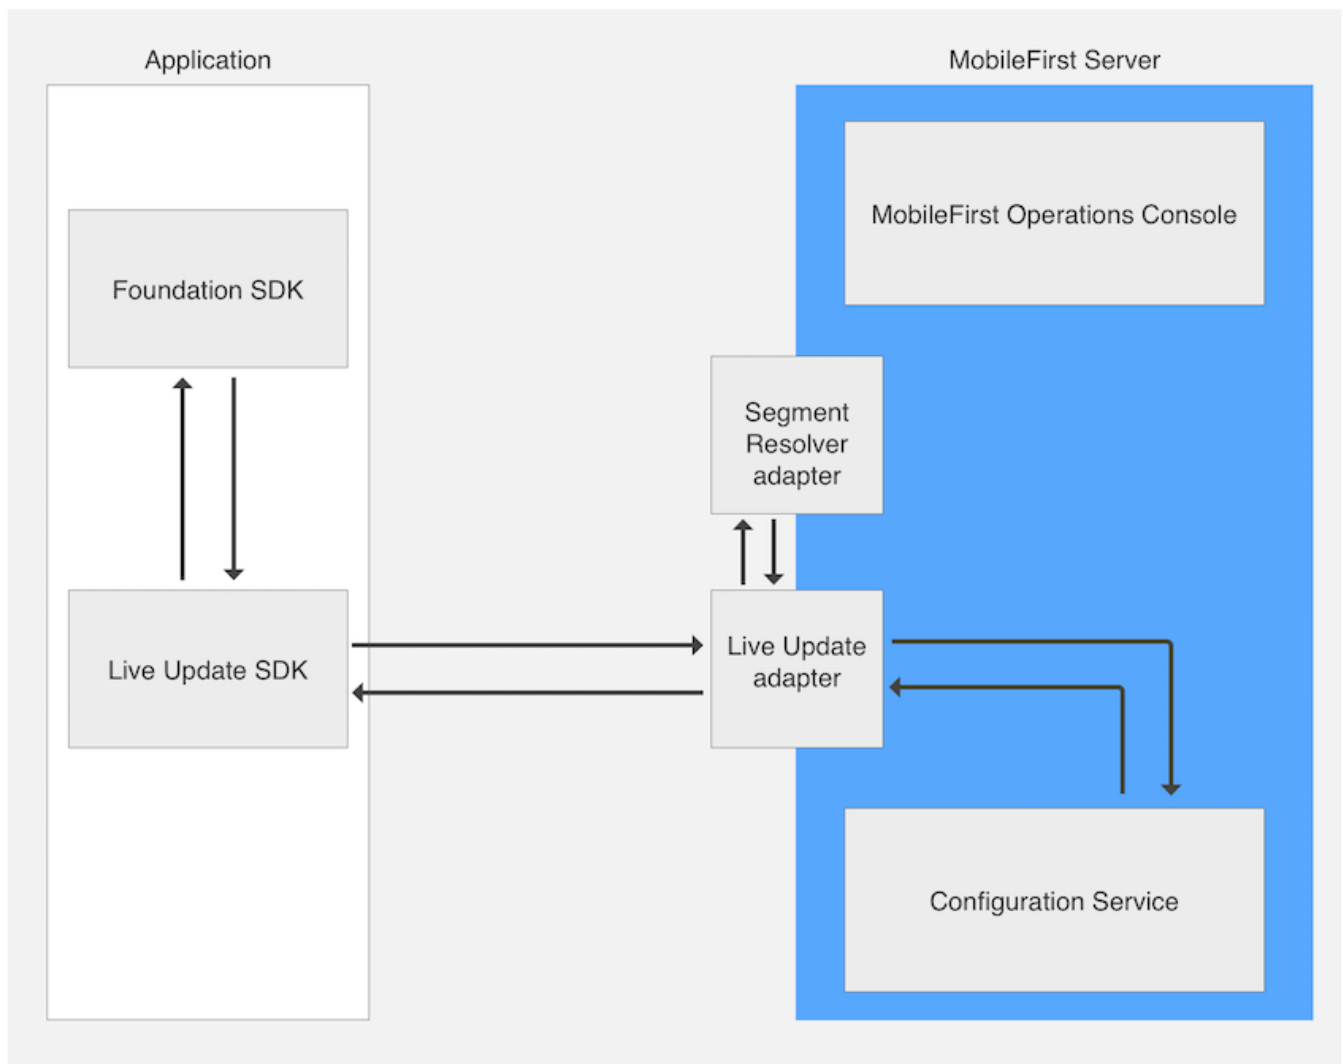 Application
MobileFirst Server
MobileFirst Operations Console
Foundation SDK
Segment
Resolver
adapter
Live Update SDK
Live Update
adapter
Configuration Service